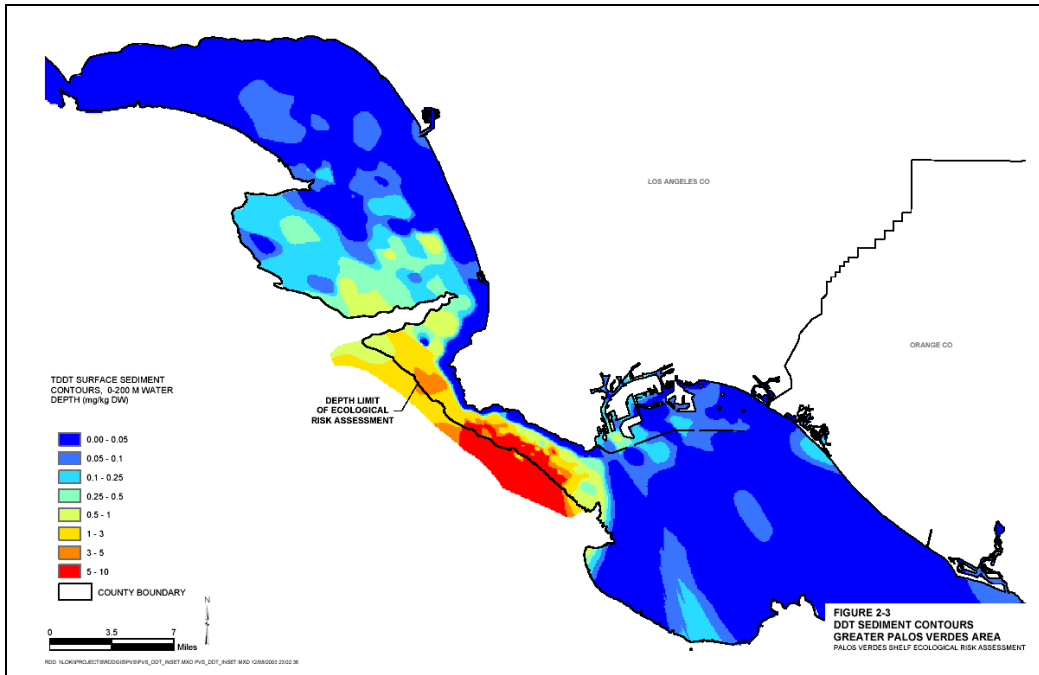 LOS ANGELES CO
ORANGE CO
TDDT SURFACE SEDIMENT
CONTOURS, 0-200 M WATER
DEPTH (mg/kg DW)
DEPTH LIMIT
OF ECOLOGICAL
RISK ASSESSMENT
0.00 - 0.05
0.05 - 0.1
0.1 - 0.25
0.25 - 0.5
0.5 - 1
1 - 3
3 - 5
5 - 10
COUNTY BOUNDARY
N
0 3.5 7
Miles
FIGURE 2-3
DDT SEDIMENT CONTOURS
GREATER PALOS VERDES AREA
PALOS VERDES SHELF ECOLOGICAL RISK ASSESSMENT